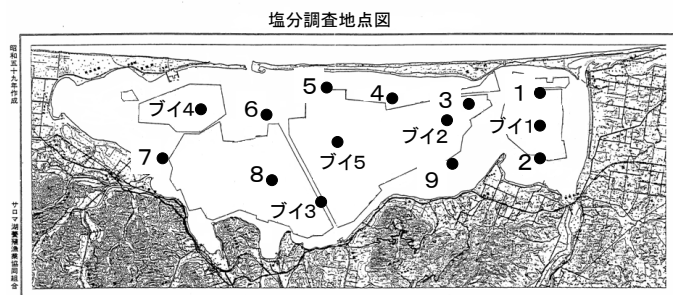 塩分調査地点図
昭和五十九年作成
サロマ湖養殖漁業協同組合
5
4
3
1
ブイ4
6
ブイ2
ブイ1
ブイ5
7
8
9
2
ブイ3